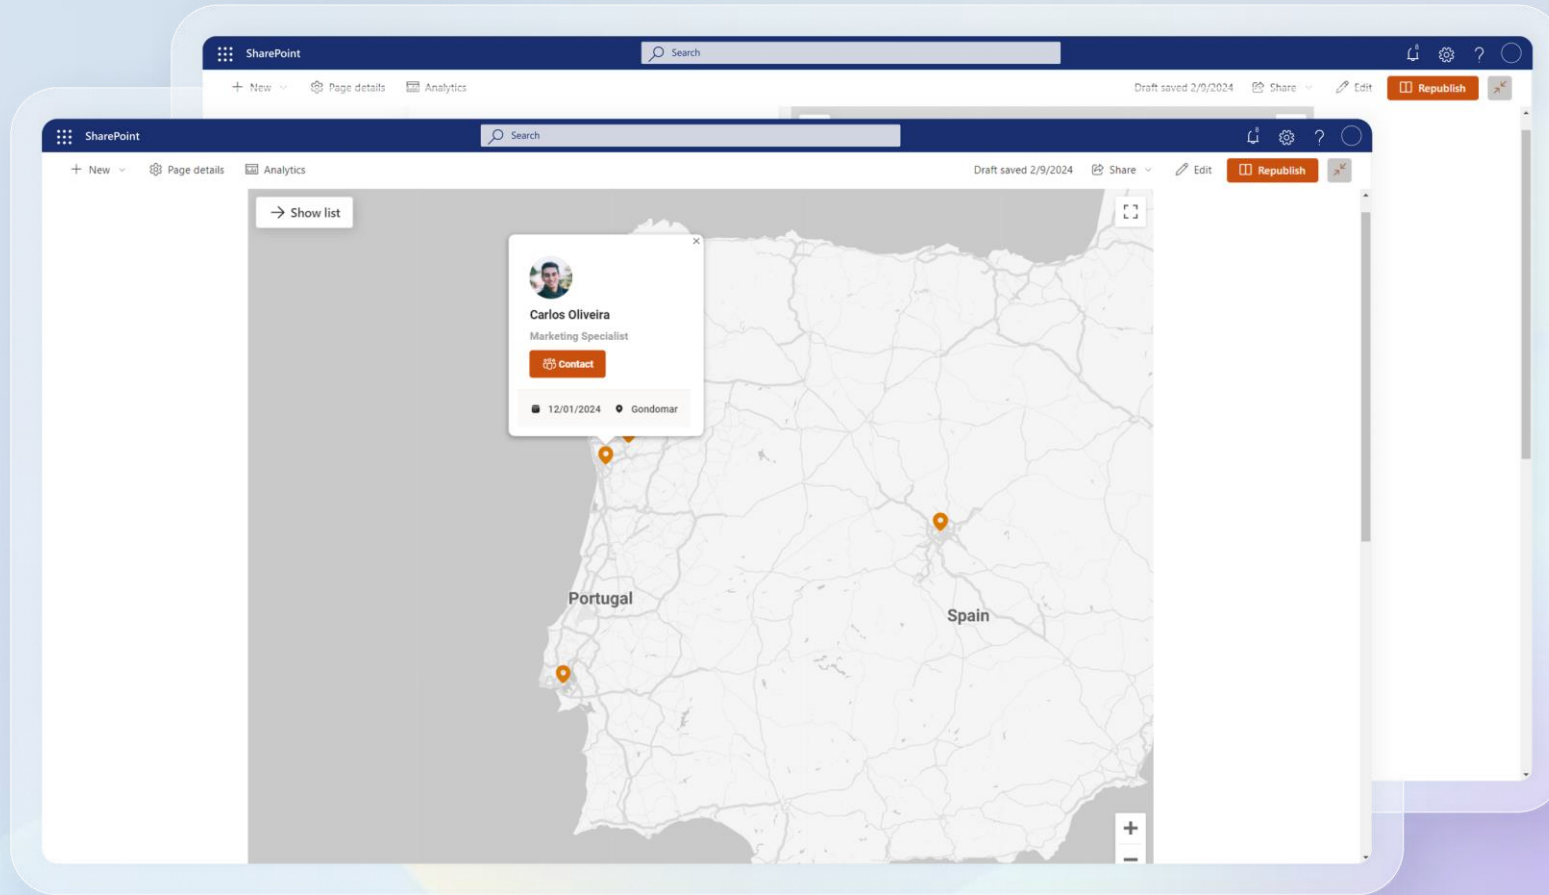 SharePoint
Search
8
?
New
Page details
Analytics
Draft saved 2/9/2024
Share
Edit
Republish
SharePoint
Search
8
?
New
Page details
Analytics
Draft saved 2/9/2024
Share
Edit
Republish
Show list
Carlos Oliveira
Marketing Specialist
Contact
12/01/2024 Gondomar
Portugal
Spain